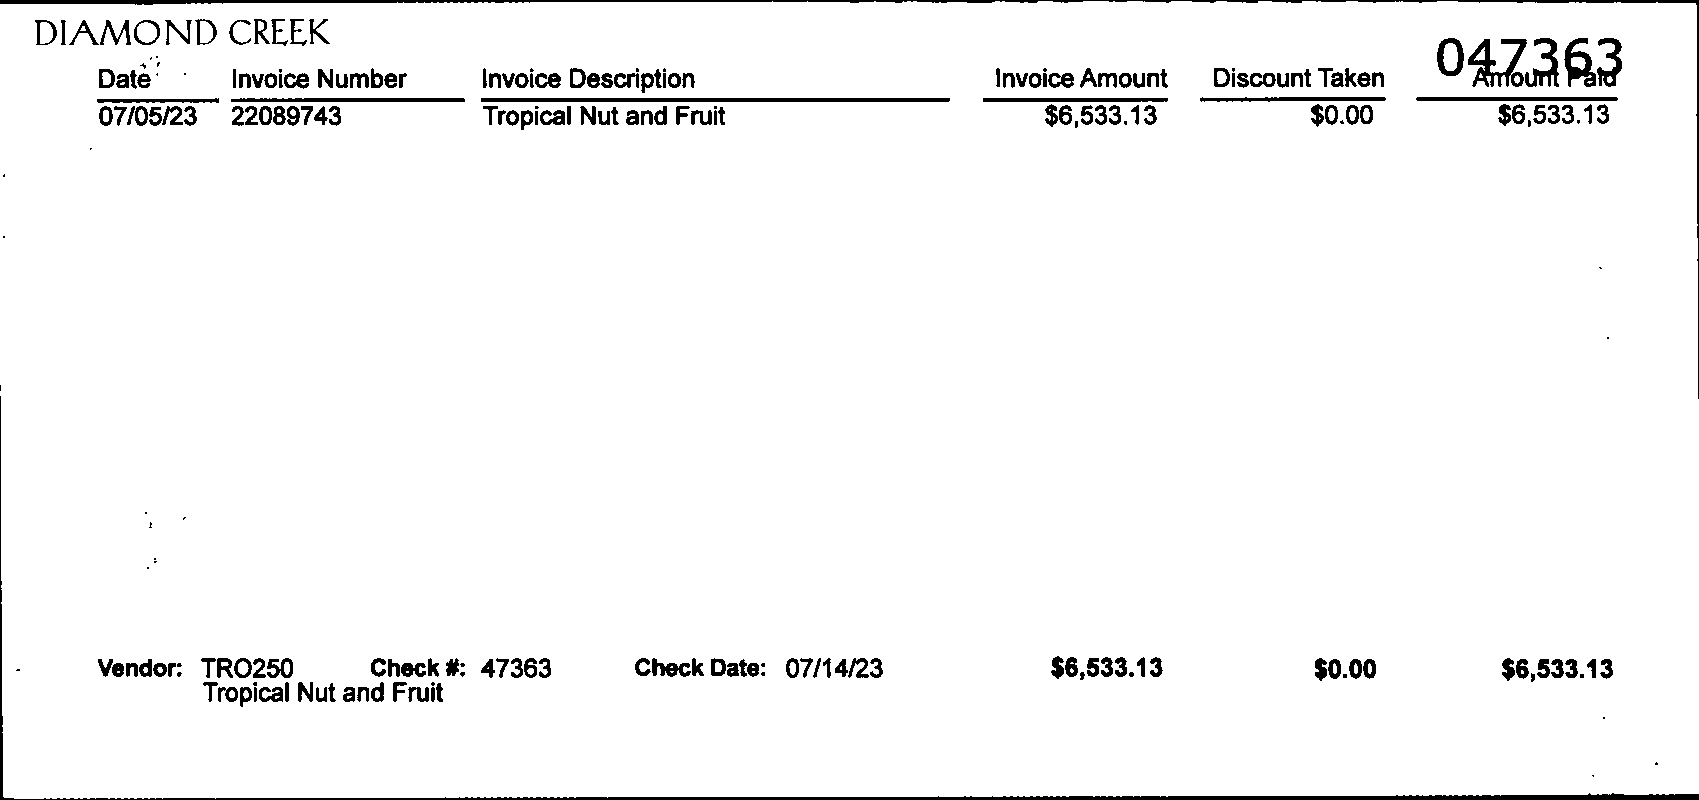 DIAMOND CREEK
047363
Date Invoice Number Invoice Description Invoice Amount Discount Taken Amount Paid
07/05/23 22089743 Tropical Nut and Fruit $6,533.13 $0.00 $6,533.13
Vendor: TRO250 Check #: 47363 Check Date: 07/14/23 $6,533.13 $0.00 $6,533.13
Tropical Nut and Fruit